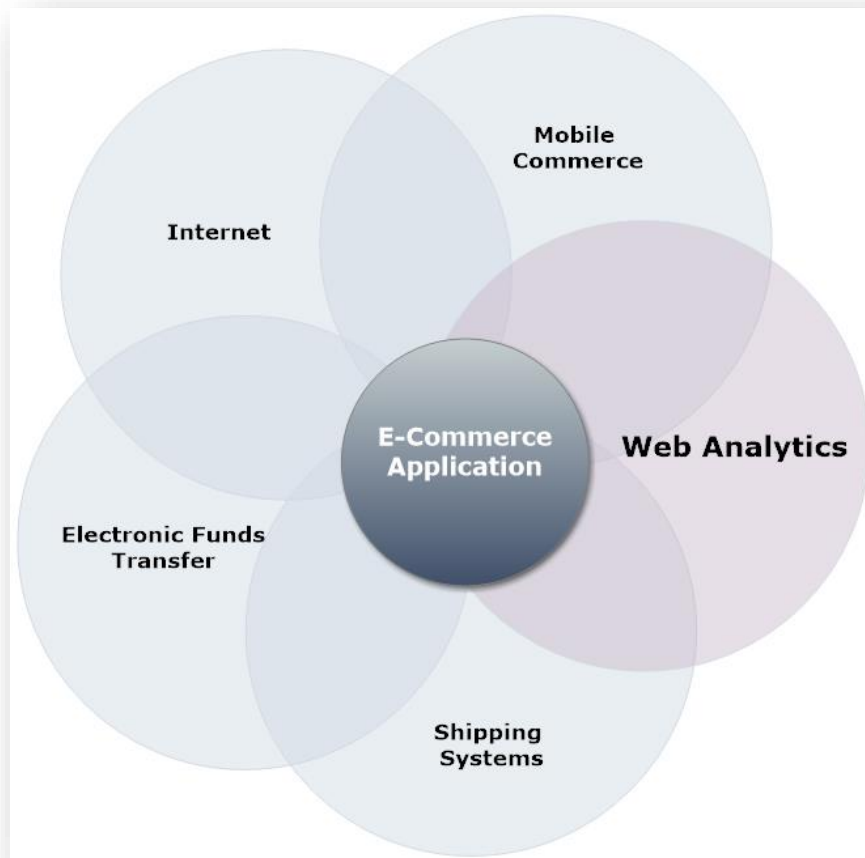 Mobile
Commerce
Internet
E-Commerce
Application
Web Analytics
Electronic Funds
Transfer
Shipping
Systems